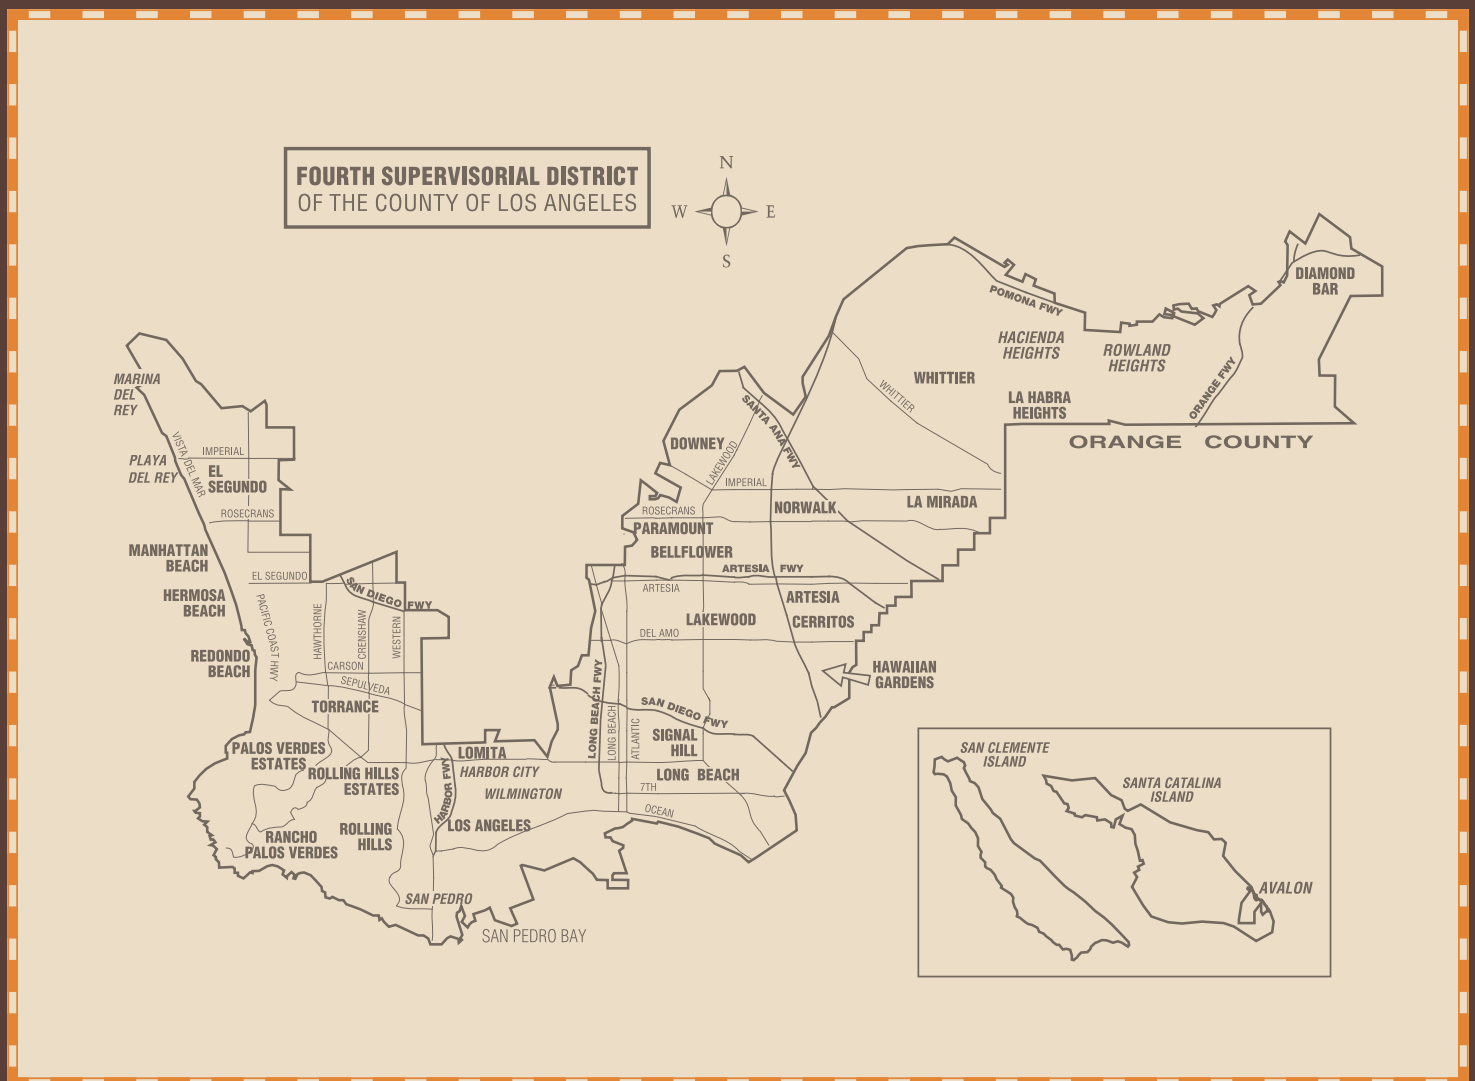 FOURTH SUPERVISORIAL DISTRICT
OF THE COUNTY OF LOS ANGELES
N
W
E
S
DIAMOND
BAR
POMONA FWY
HACIENDA
HEIGHTS
ROWLAND
HEIGHTS
ORANGE FWY
WHITTIER
WHITTIER
LA HABRA
HEIGHTS
ORANGE COUNTY
MARINA
DEL
REY
PLAYA
DEL REY
VISTA DEL MAR
IMPERIAL
EL
SEGUNDO
ROSECRANS
MANHATTAN
BEACH
EL SEGUNDO
HERMOSA
BEACH
PACIFIC COAST HWY
HAWTHORNE
CRENSHAW
WESTERN
SAN DIEGO FWY
REDONDO
BEACH
CARSON
SEPULVEDA
TORRANCE
PALOS VERDES
ESTATES
ROLLING HILLS
ESTATES
RANCHO
PALOS VERDES
ROLLING
HILLS
HARBOR FWY
LOMITA
HARBOR CITY
WILMINGTON
LOS ANGELES
SAN PEDRO
SAN PEDRO BAY
DOWNEY
LAKEWOOD
SANTA ANA FWY
IMPERIAL
ROSECRANS
PARAMOUNT
NORWALK
LA MIRADA
BELLFLOWER
ARTESIA FWY
ARTESIA
ARTESIA
LAKEWOOD
CERRITOS
DEL AMO
HAWAIIAN
GARDENS
LONG BEACH FWY
LONG BEACH
ATLANTIC
SAN DIEGO FWY
SIGNAL
HILL
LONG BEACH
7TH
OCEAN
SAN CLEMENTE
ISLAND
SANTA CATALINA
ISLAND
AVALON